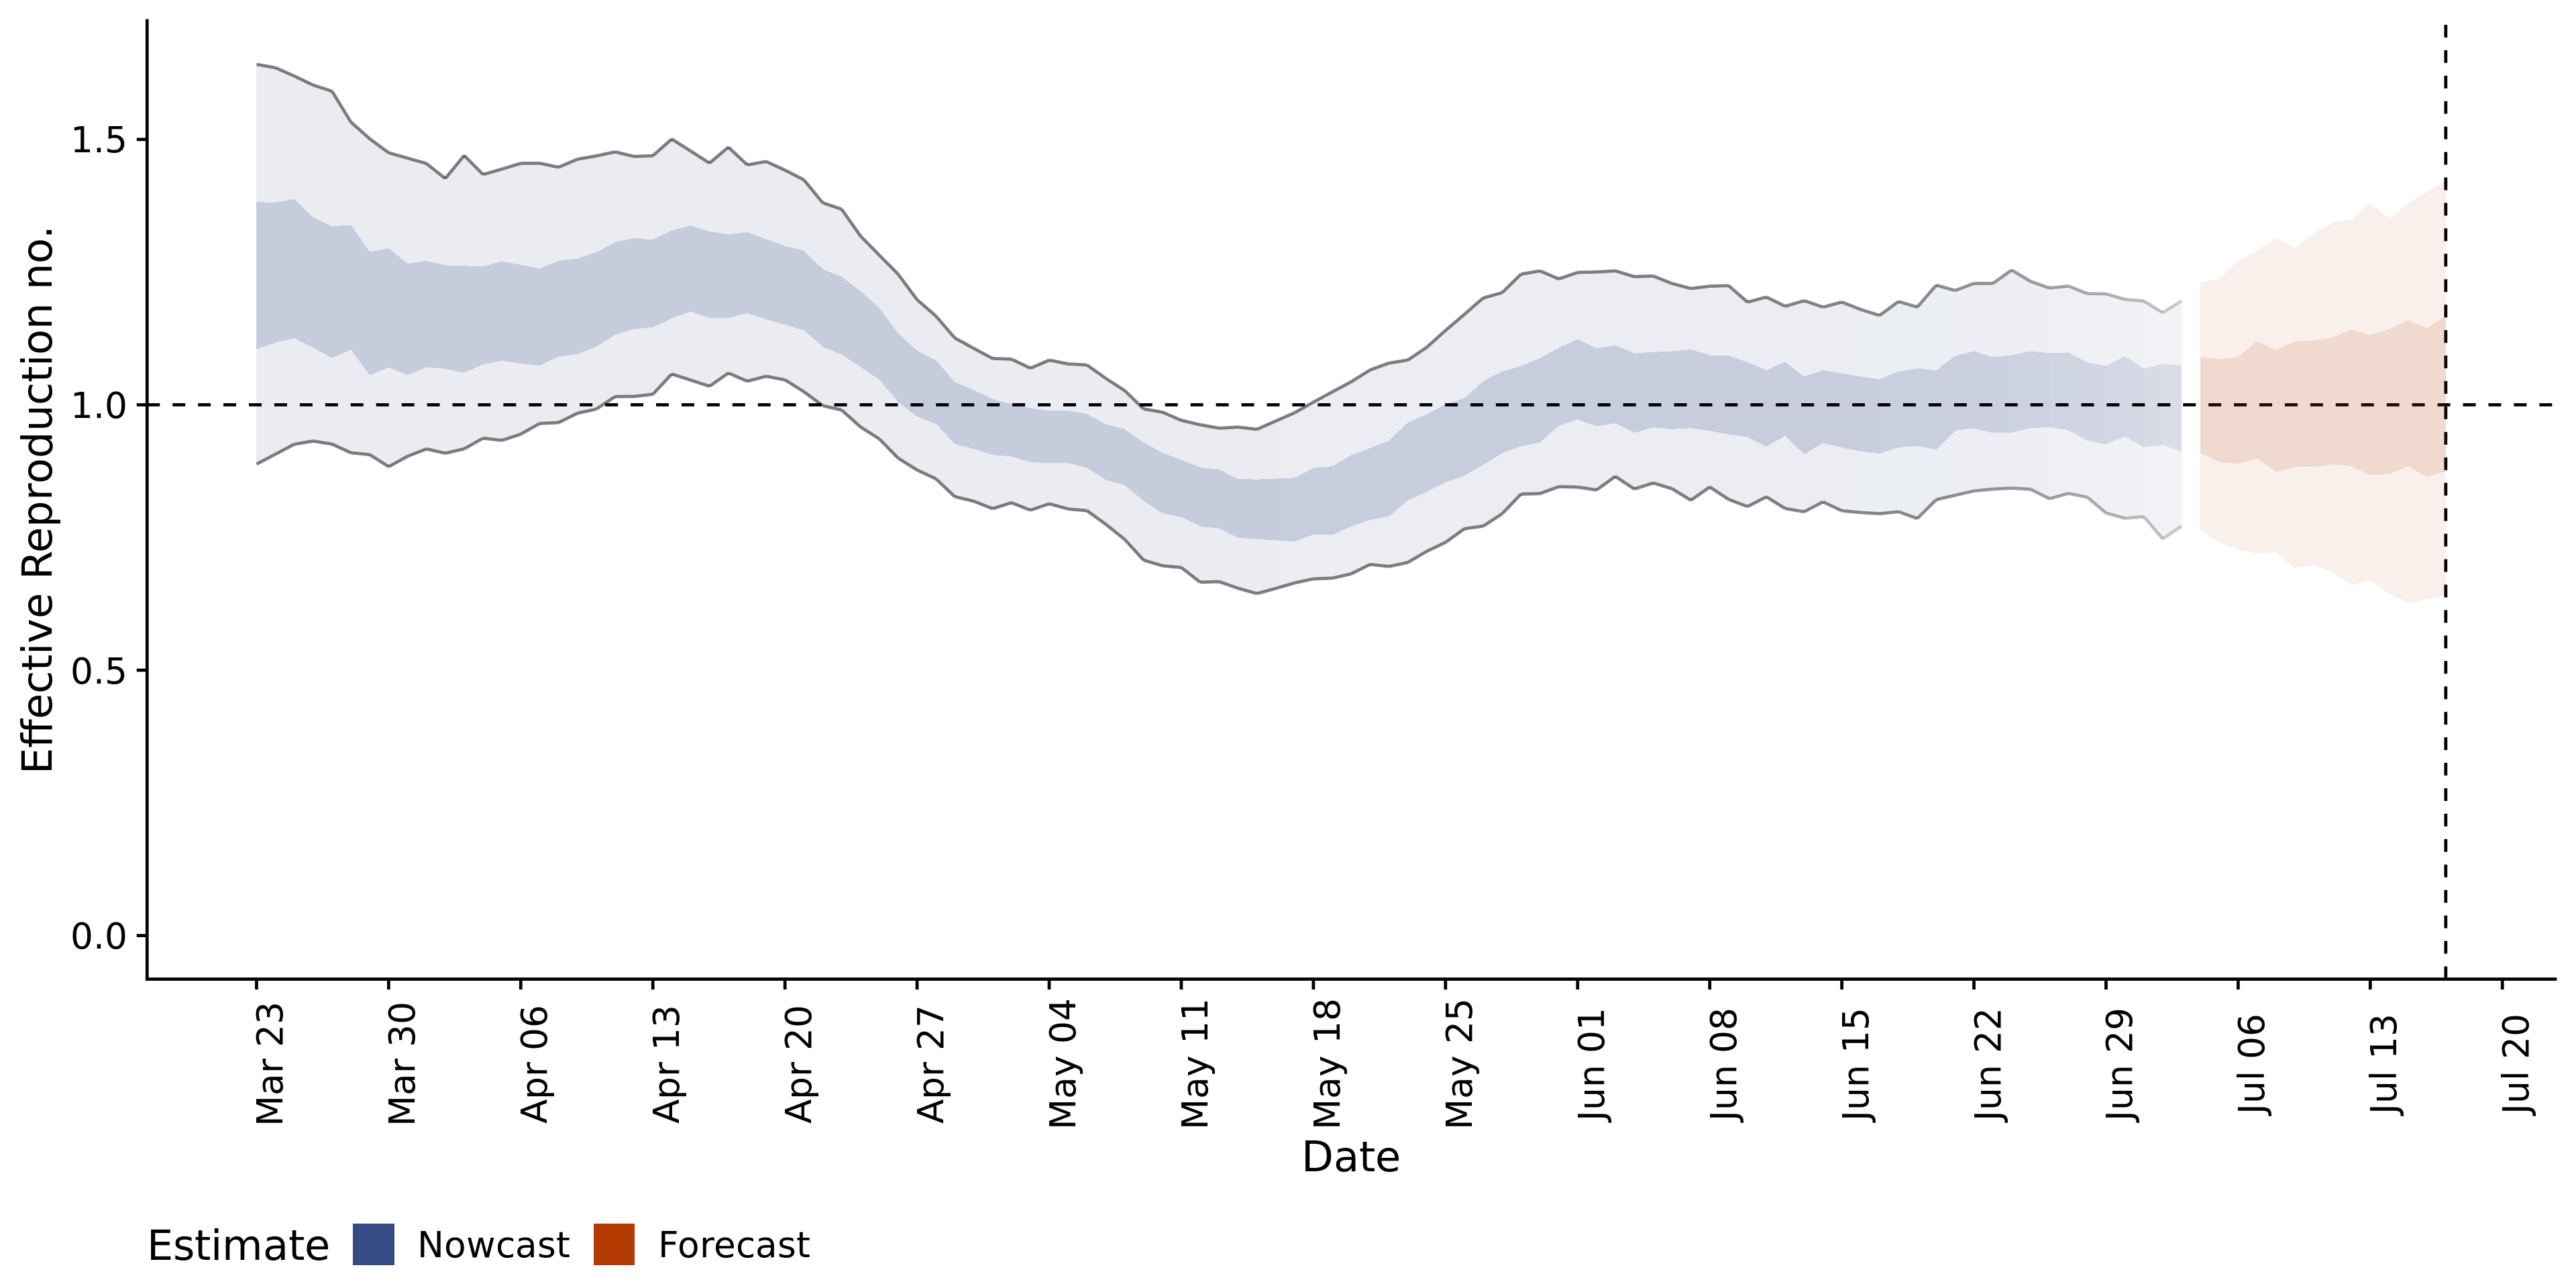 Effective Reproduction no.
1.5
1.0
0.5
0.0
Mar 23
Mar 30
Apr 06
Apr 13
Apr 20
Apr 27
May 04
May 11
May 18
May 25
Jun 01
Jun 08
Jun 15
Jun 22
Jun 29
Jul 06
Jul 13
Jul 20
Date
Estimate Nowcast Forecast